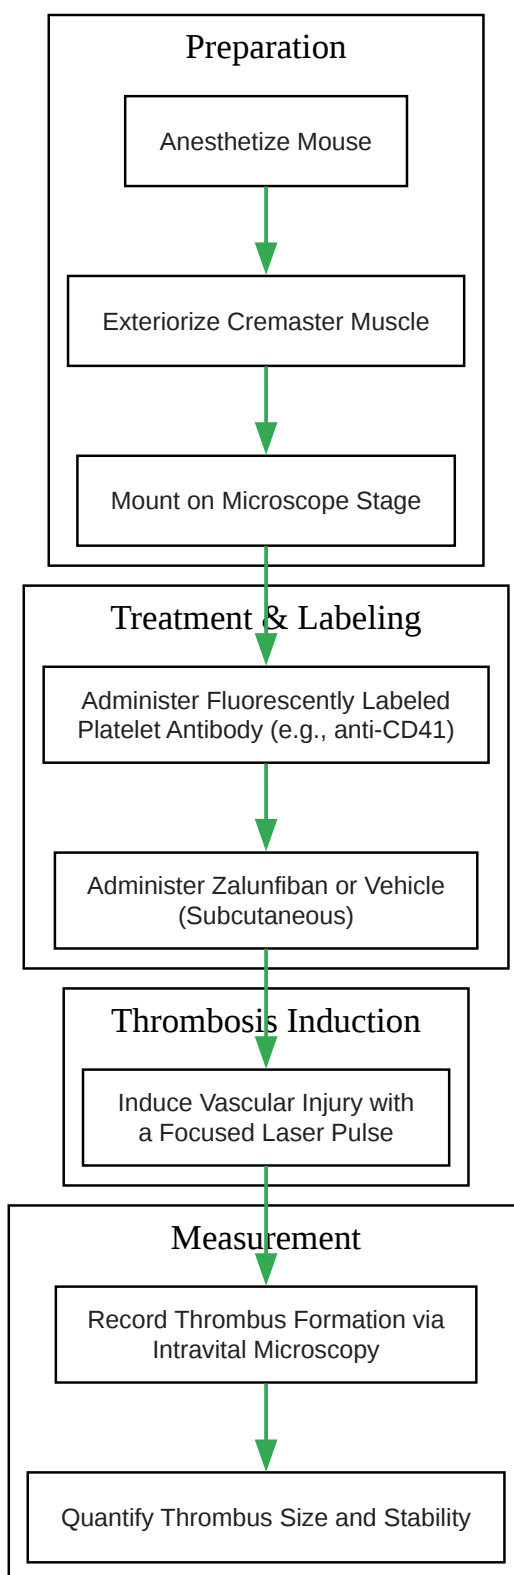 Preparation
Anesthetize Mouse
Exteriorize Cremaster Muscle
Mount on Microscope Stage
Treatment & Labeling
Administer Fluorescently Labeled
Platelet Antibody (e.g., anti-CD41)
Administer Zalunfiban or Vehicle
(Subcutaneous)
Thrombosis Induction
Induce Vascular Injury with
a Focused Laser Pulse
Measurement
Record Thrombus Formation via
Intravital Microscopy
Quantify Thrombus Size and Stability